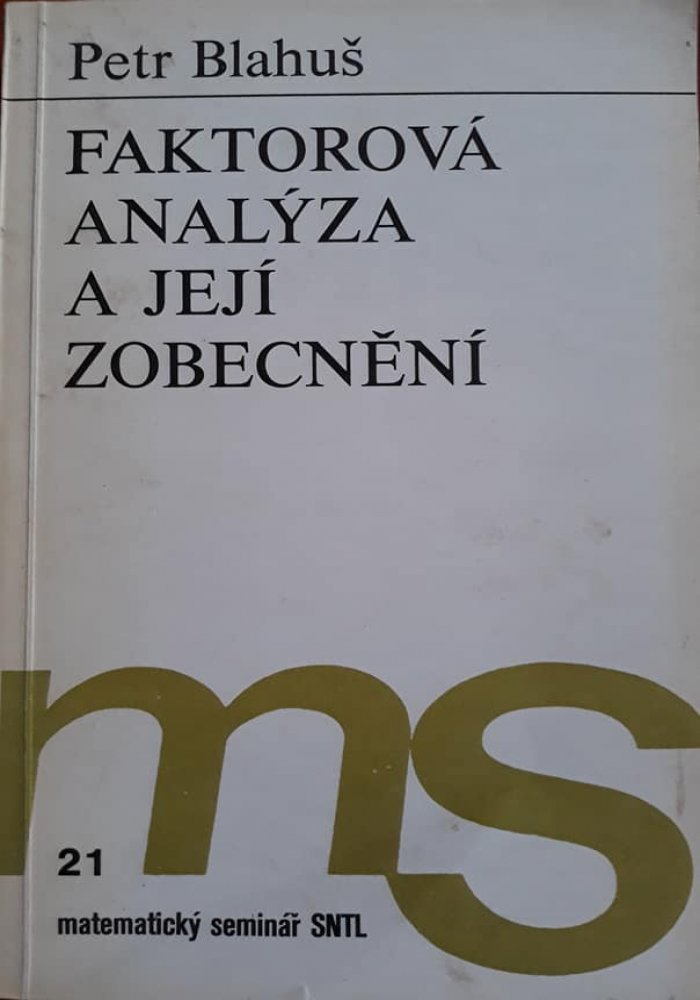 Petr Blahuš
FAKTOROVÁ
ANALÝZA
A JEJÍ
ZOBECNĚNÍ
ms
21
matematický seminář SNTL